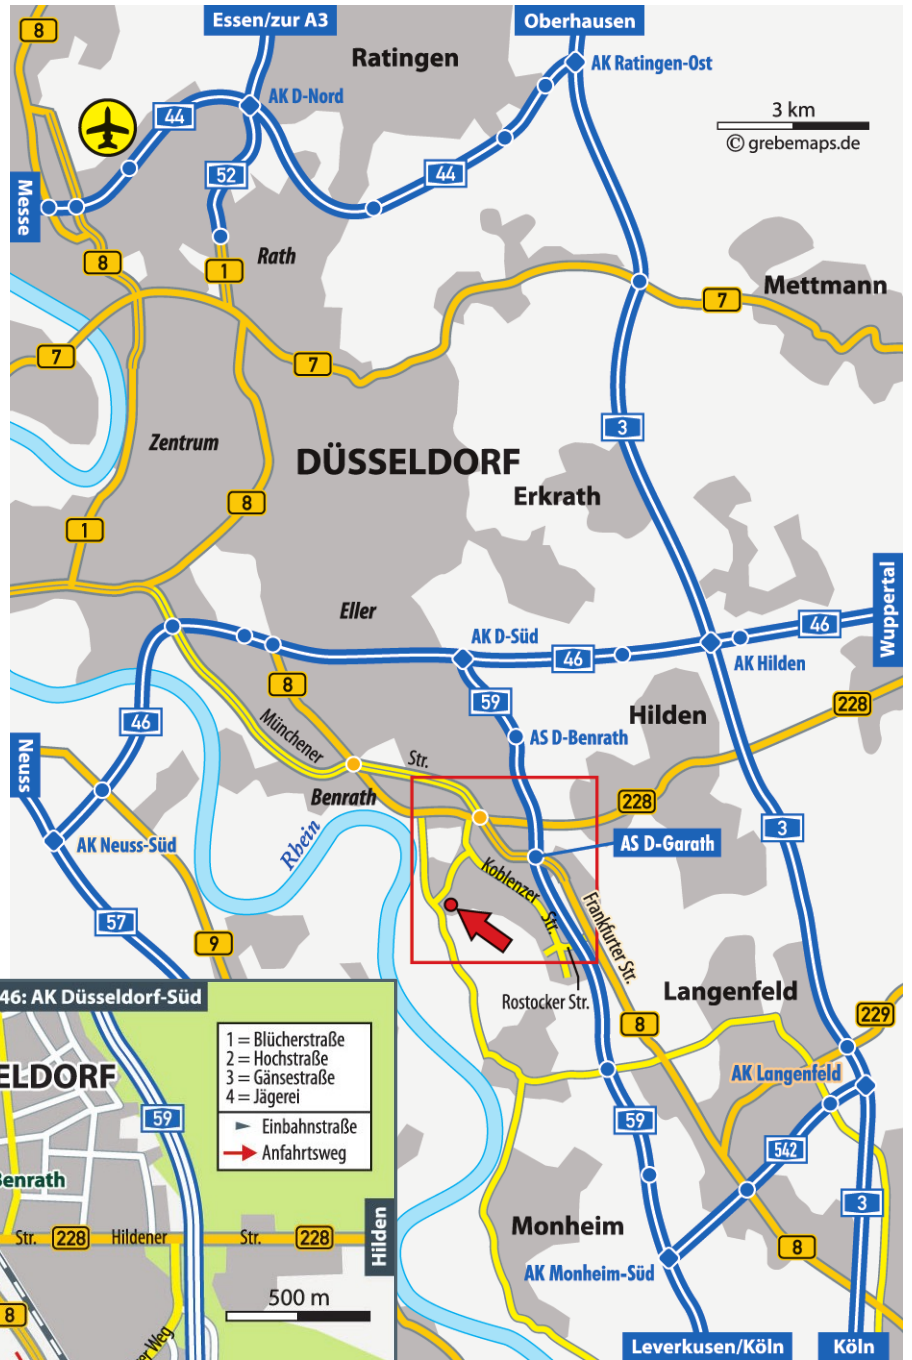 Essen/zur A3
Oberhausen
8
Ratingen
AK Ratingen-Ost
AK D-Nord
44
3 km
© grebemaps.de
52
44
Messe
8
Rath
1
Mettmann
7
7
7
3
Zentrum
DÜSSELDORF
Erkrath
8
1
Wuppertal
Eller
AK D-Süd
46
46
AK Hilden
8
59
46
Hilden
228
Münchener
Str.
AS D-Benrath
Neuss
Benrath
228
Rhein
AK Neuss-Süd
AS D-Garath
3
Koblenzer
Str.
Frankfurter Str.
57
9
Rostocker Str.
Langenfeld
8
229
AK Langenfeld
59
542
3
Monheim
8
AK Monheim-Süd
Leverkusen/Köln
Köln
46: AK Düsseldorf-Süd
ELDORF
1 = Blücherstraße
2 = Hochstraße
3 = Gänsestraße
4 = Jägerei
Einbahnstraße
Anfahrtsweg
59
Benrath
Str.
228
Hildener
Str.
228
Hilden
500 m
8
er Weg